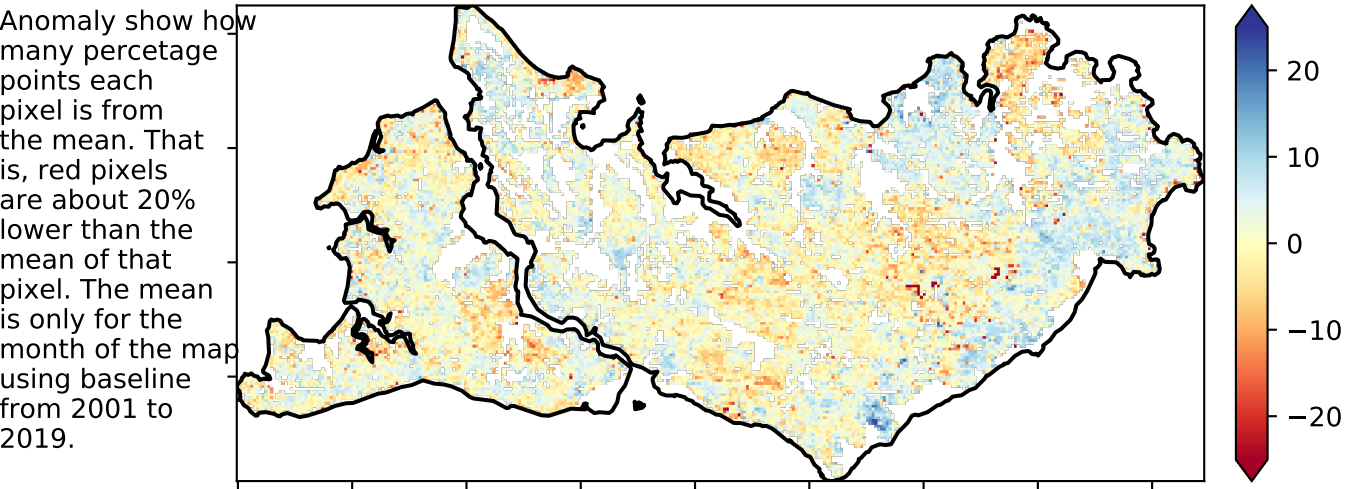 Anomaly show how
many percetage
points each
pixel is from
the mean. That
is, red pixels
are about 20%
lower than the
mean of that
pixel. The mean
is only for the
month of the map
using baseline
from 2001 to
2019.
20
10
0
−10
−20